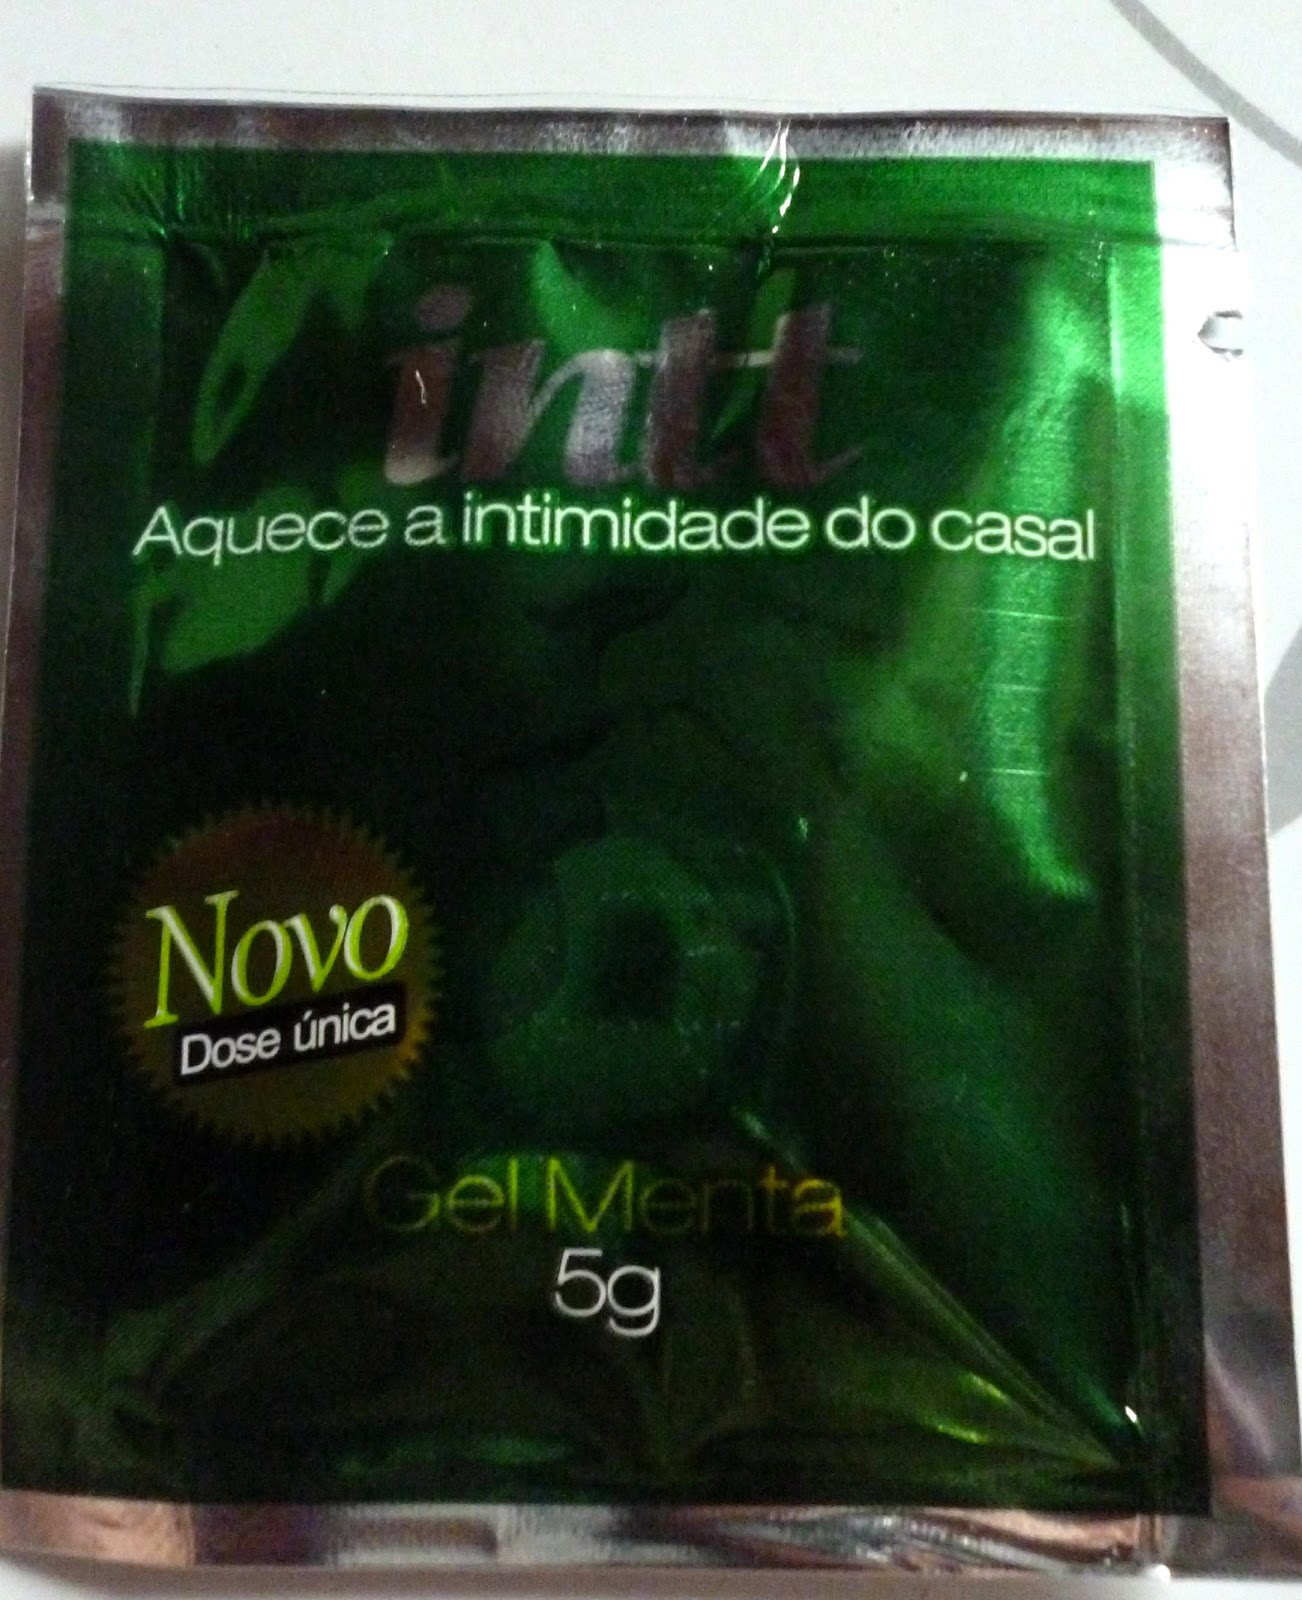 intt
Aquece a intimidade do casal
Novo
Dose única
Gel Menta
5g